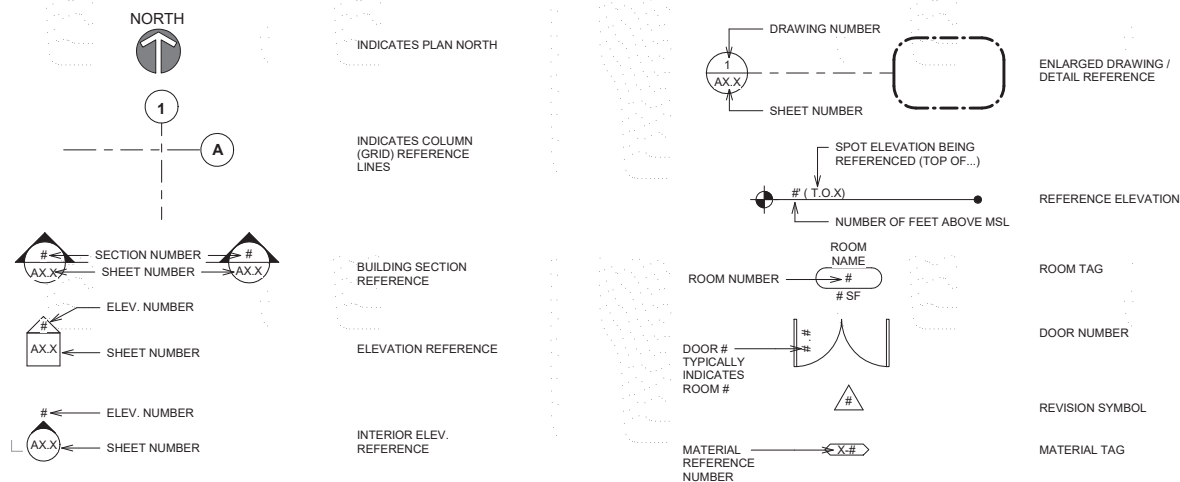 NORTH
INDICATES PLAN NORTH
1
A
INDICATES COLUMN
(GRID) REFERENCE
LINES
# SECTION NUMBER #
AX.X SHEET NUMBER AX.X
BUILDING SECTION
REFERENCE
ELEV. NUMBER
#
AX.X
SHEET NUMBER
ELEVATION REFERENCE
# ELEV. NUMBER
AX.X SHEET NUMBER
INTERIOR ELEV.
REFERENCE
DRAWING NUMBER
1
AX.X
SHEET NUMBER
ENLARGED DRAWING /
DETAIL REFERENCE
SPOT ELEVATION BEING
REFERENCED (TOP OF...)
#' ( T.O.X)
NUMBER OF FEET ABOVE MSL
REFERENCE ELEVATION
ROOM
NAME
ROOM NUMBER #
# SF
ROOM TAG
#.#
DOOR #
TYPICALLY
INDICATES
ROOM #
DOOR NUMBER
#
REVISION SYMBOL
MATERIAL
REFERENCE
NUMBER
X-#
MATERIAL TAG